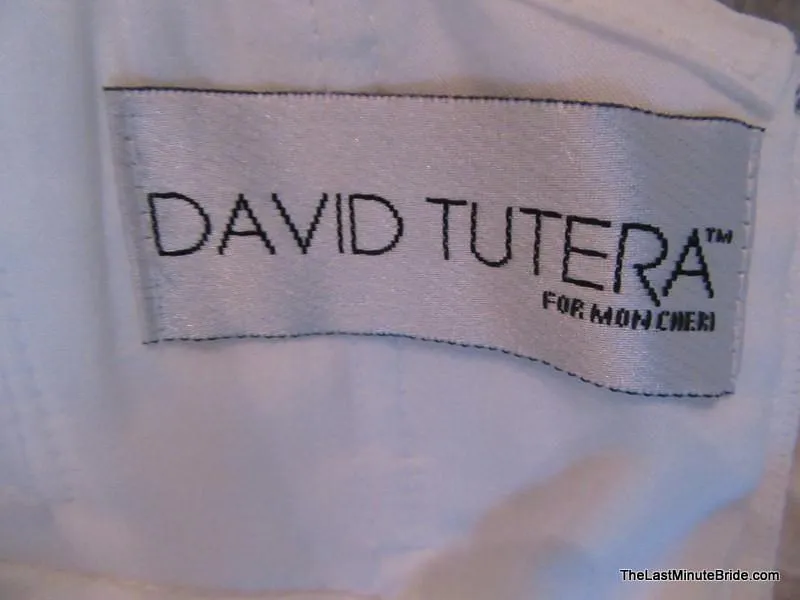 DAVID TUTERA™
FOR MON CHERI
TheLastMinuteBride.com